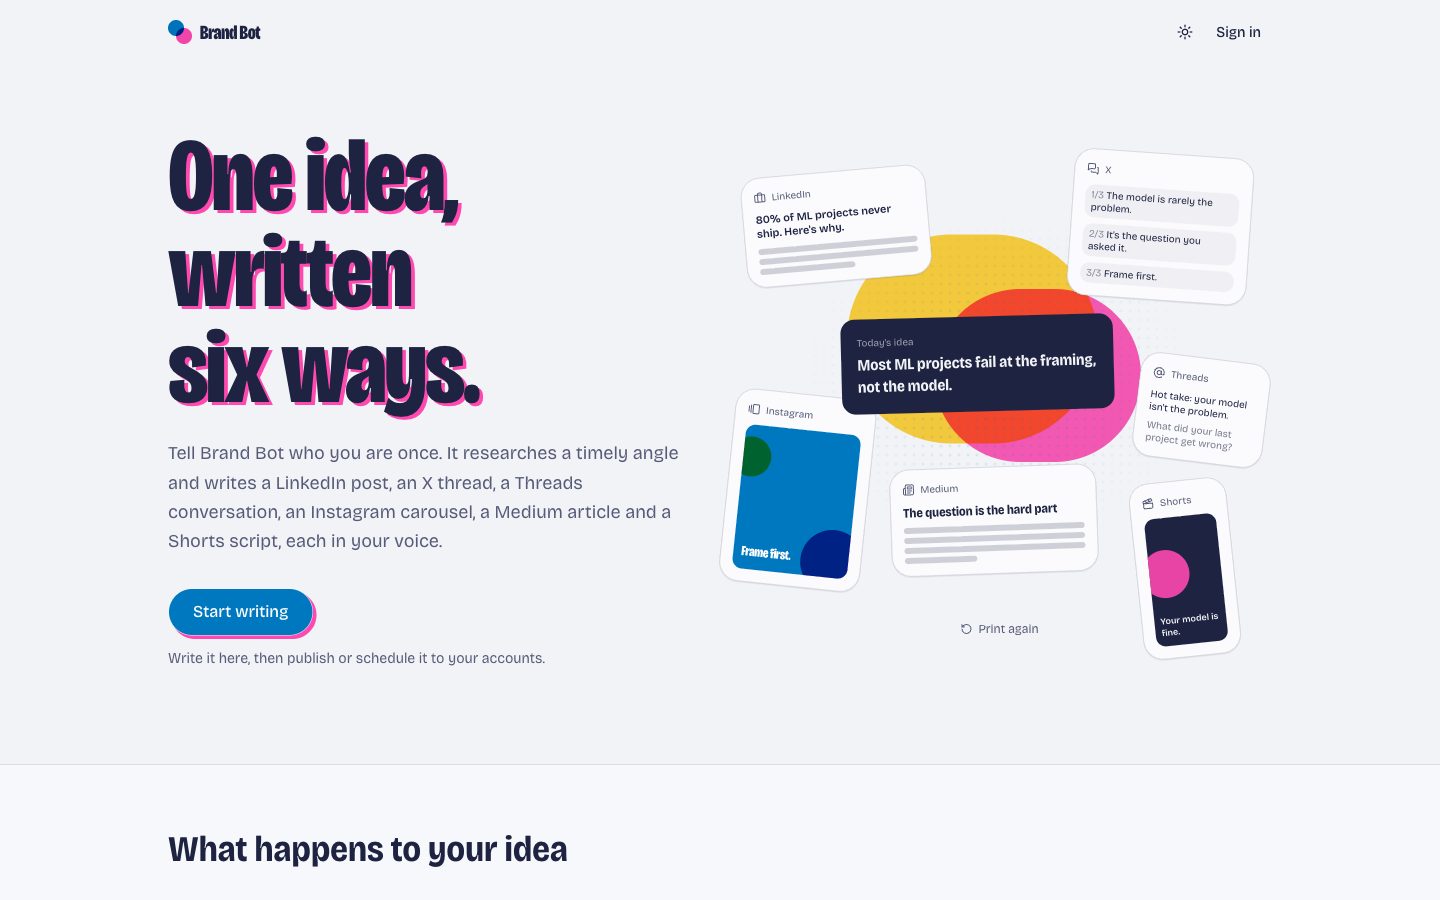 Brand Bot
Sign in
One idea,
written
six ways.
Tell Brand Bot who you are once. It researches a timely angle
and writes a LinkedIn post, an X thread, a Threads
conversation, an Instagram carousel, a Medium article and a
Shorts script, each in your voice.
Start writing
Write it here, then publish or schedule it to your accounts.
LinkedIn
80% of ML projects never
ship. Here's why.
X
1/3 The model is rarely the
problem.
2/3 It's the question you
asked it.
3/3 Frame first.
Today's idea
Most ML projects fail at the framing,
not the model.
Threads
Hot take: your model
isn't the problem.
What did your last
project get wrong?
Instagram
Frame first.
Medium
The question is the hard part
Shorts
Your model is
fine.
Print again
What happens to your idea